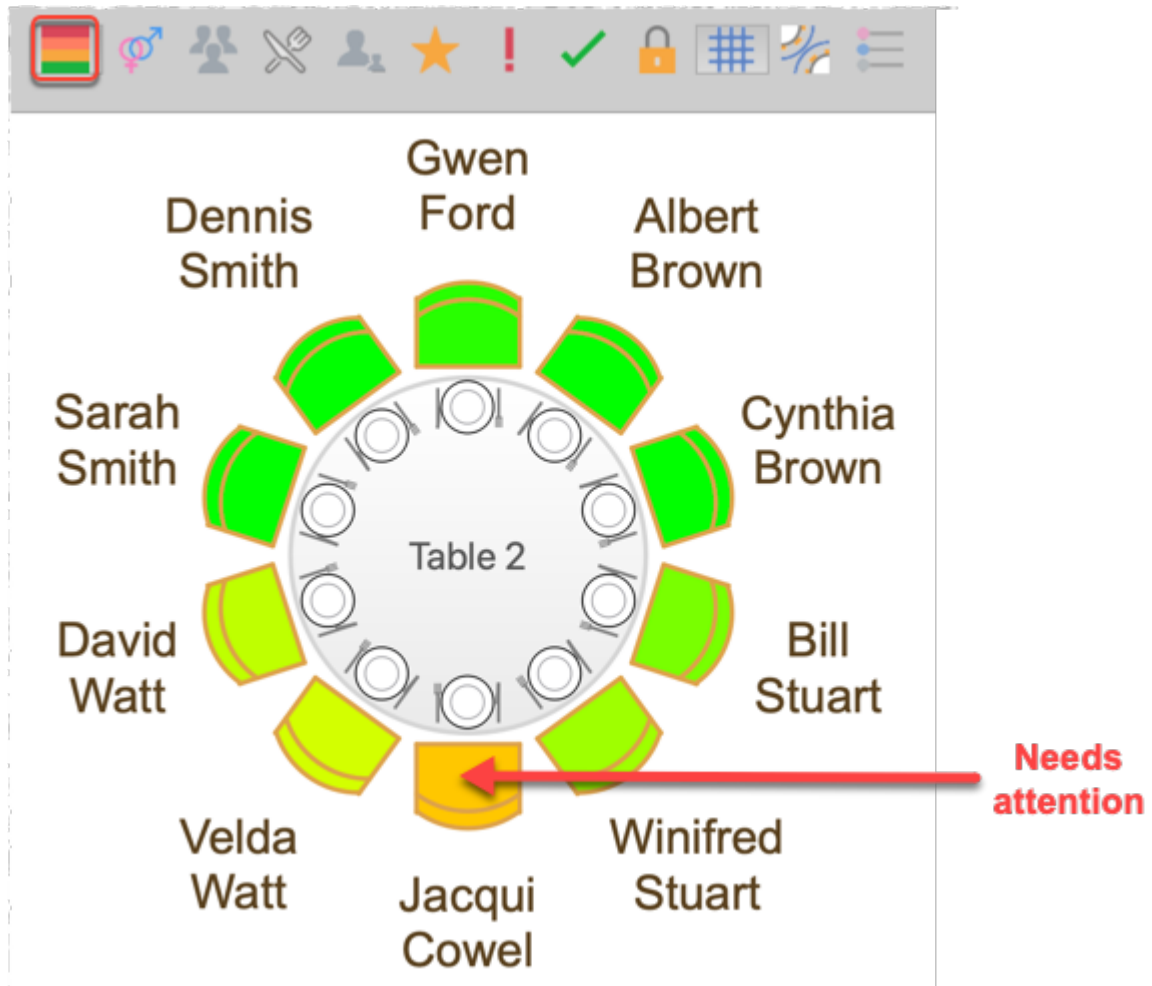 Gwen
Ford
Dennis
Smith
Albert
Brown
Sarah
Smith
Cynthia
Brown
Table 2
David
Watt
Bill
Stuart
Needs
attention
Velda
Watt
Winifred
Stuart
Jacqui
Cowel